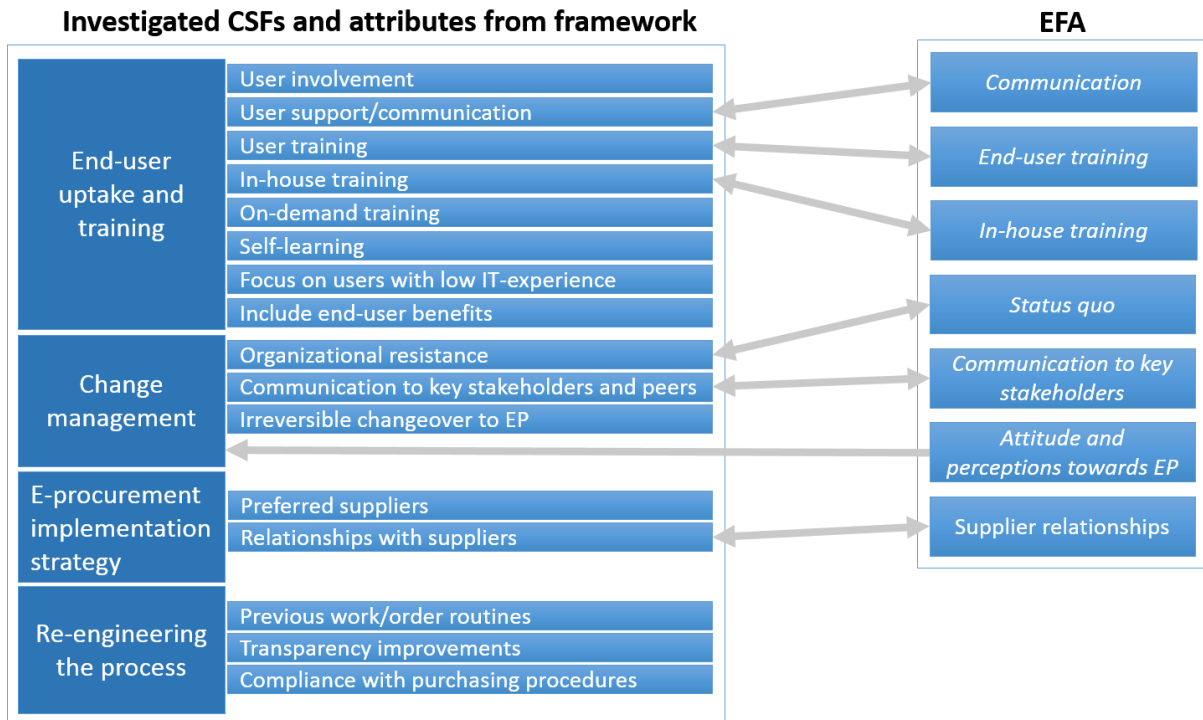 Investigated CSFs and attributes from framework
End-user
uptake and
training
User involvement
User support/communication
User training
In-house training
On-demand training
Self-learning
Focus on users with low IT-experience
Include end-user benefits
Change
management
Organizational resistance
Communication to key stakeholders and peers
Irreversible changeover to EP
E-procurement
implementation
strategy
Preferred suppliers
Relationships with suppliers
Re-engineering
the process
Previous work/order routines
Transparency improvements
Compliance with purchasing procedures
EFA
Communication
End-user training
In-house training
Status quo
Communication to key
stakeholders
Attitude and
perceptions towards EP
Supplier relationships